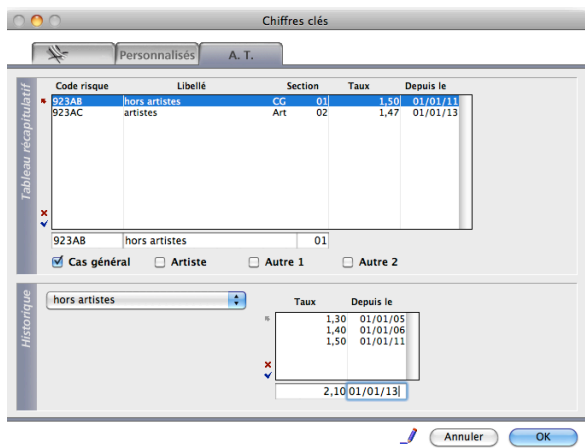 Chiffres clés
Personnalisés A. T.
Tableau récapitulatif
Code risque Libellé Section Taux Depuis le
923AB hors artistes CG 01 1,50 01/01/11
923AC artistes Art 02 1,47 01/01/13
923AB hors artistes 01
Cas général Artiste Autre 1 Autre 2
Historique
hors artistes
Taux Depuis le
1,30 01/01/05
1,40 01/01/06
1,50 01/01/11
2,10 01/01/13
Annuler OK